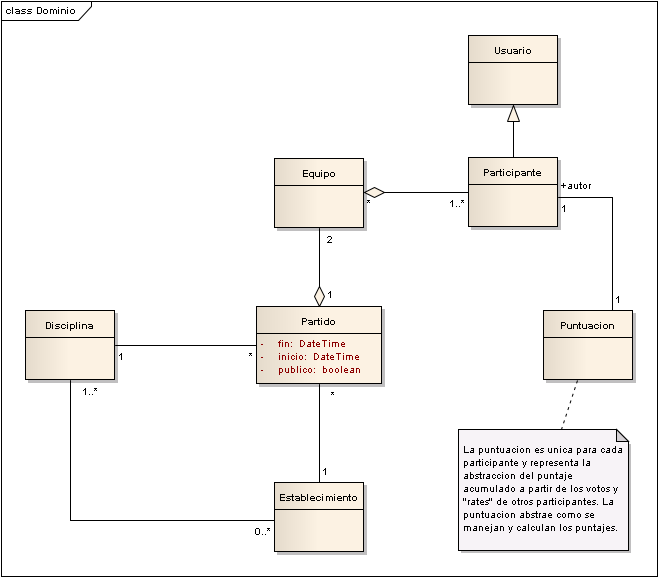 class Dominio
Usuario
Equipo
Participante
+autor
*
1..*
1
2
1
1
Disciplina
Partido
Puntuacion
- fin: DateTime
- inicio: DateTime
- publico: boolean
1
*
1..*
*
La puntuacion es unica para cada
participante y representa la
abstraccion del puntaje
acumulado a partir de los votos y
"rates" de otros participantes. La
puntuacion abstrae como se
manejan y calculan los puntajes.
1
Establecimiento
0..*